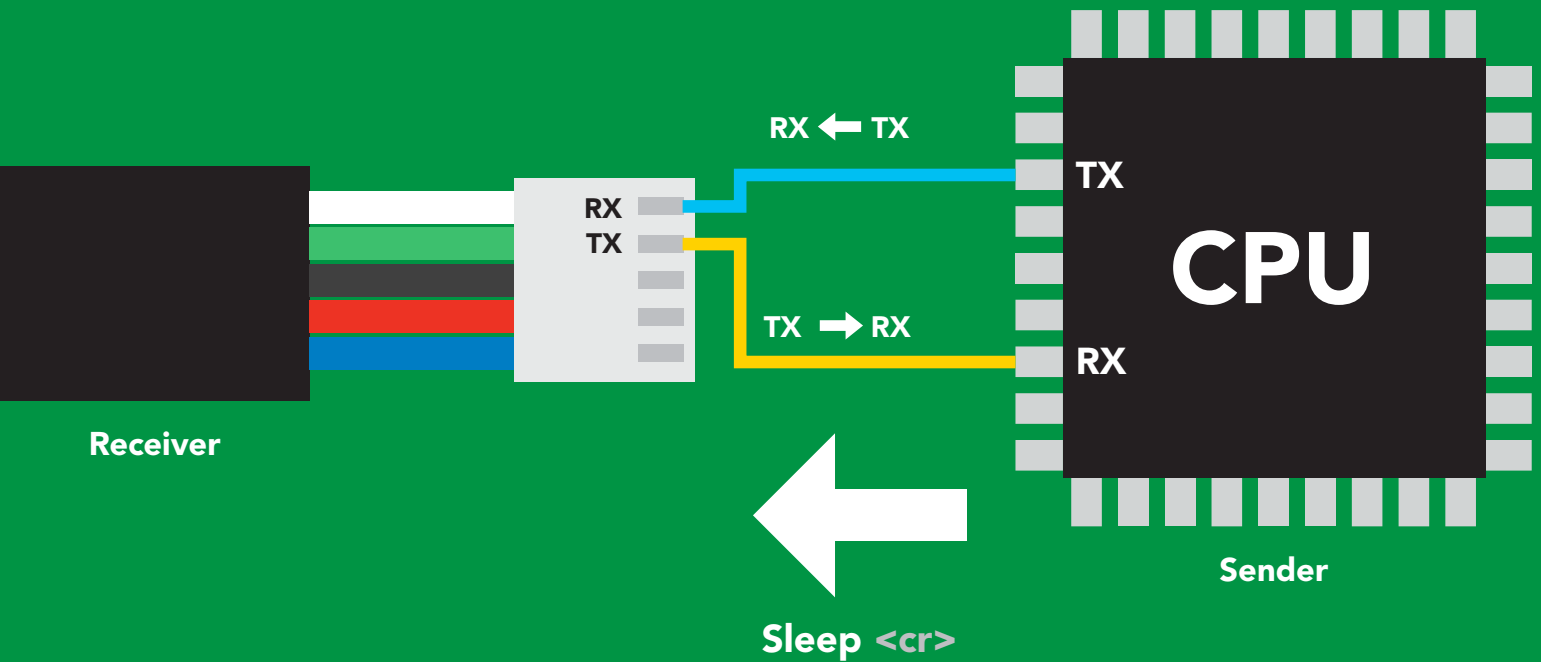 RX ← TX
TX
RX
TX
CPU
TX → RX
RX
Receiver
Sender
Sleep <cr>